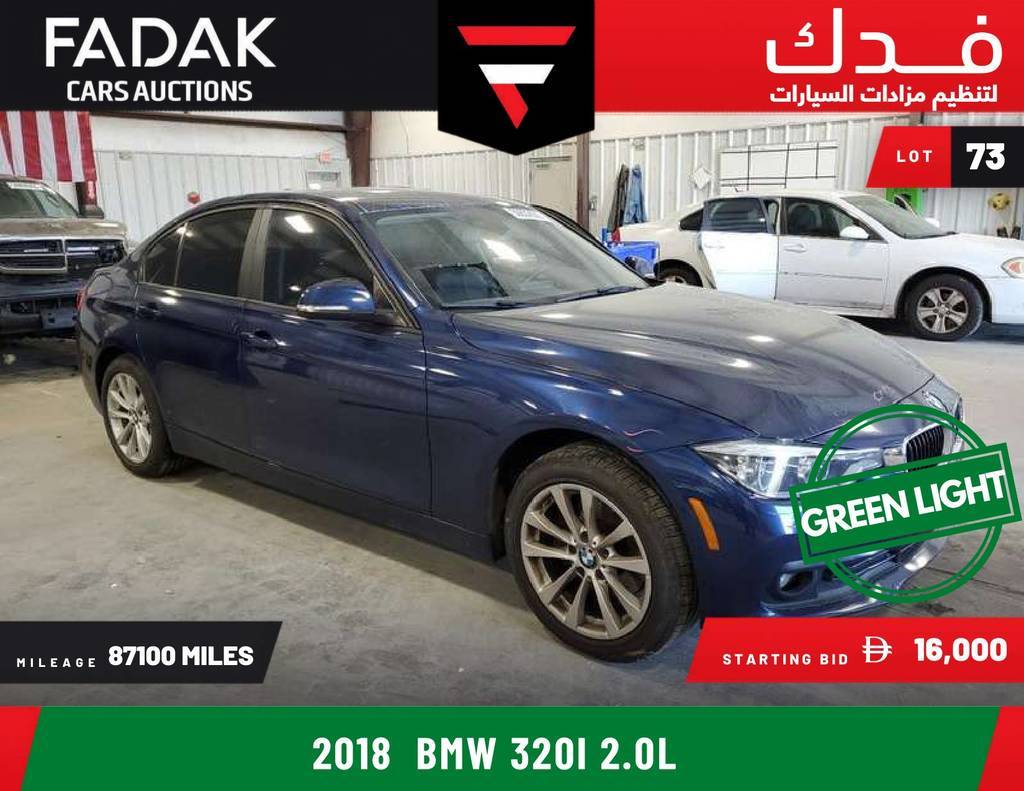 FADAK
CARS AUCTIONS
فدك
لتنظيم مزادات السيارات
LOT 73
GREEN LIGHT
MILEAGE 87100 MILES
STARTING BID 16,000
2018 BMW 320I 2.0L